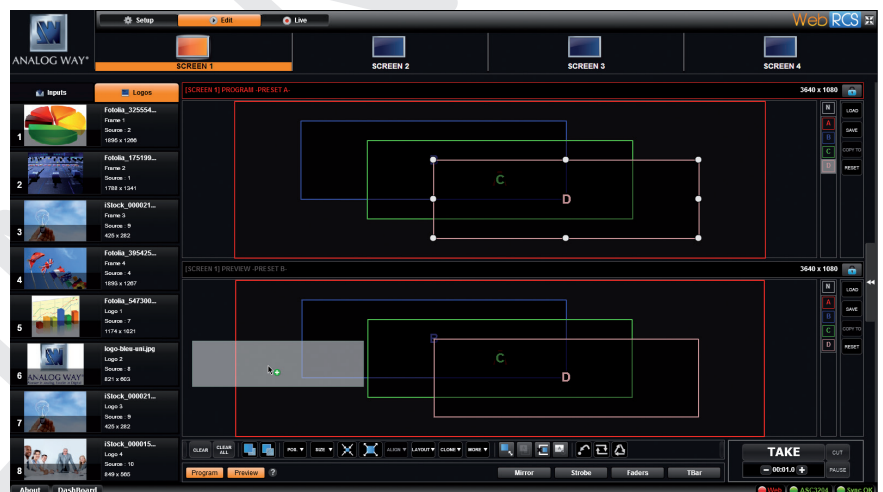 Setup
Edit
Live
Web RCS
ANALOG WAY®
SCREEN 1
SCREEN 2
SCREEN 3
SCREEN 4
Inputs
Logos
[SCREEN 1] PROGRAM -PRESET A-
3640 x 1080
1
Fotolia_325554...
Frame 1
Source : 2
1895 x 1266
2
Fotolia_175199...
Frame 2
Source : 1
1788 x 1341
3
iStock_000021...
Frame 3
Source : 9
425 x 282
4
Fotolia_395425...
Frame 4
Source : 4
1893 x 1267
5
Fotolia_547300...
Logo 1
Source : 7
1174 x 1021
6
ANALOG WAY
logo-bleu-uni.jpg
Logo 2
Source : 8
821 x 603
7
iStock_000021...
Logo 3
Source : 9
425 x 282
8
iStock_000015...
Logo 4
Source : 10
849 x 565
C
D
N
A
B
C
D
LOAD
SAVE
COPY TO
RESET
[SCREEN 1] PREVIEW -PRESET B-
3640 x 1080
C
D
N
A
B
C
D
LOAD
SAVE
COPY TO
RESET
CLEAR
CLEAR ALL
POS.
SIZE
ALIGN
LAYOUT
CLONE
MORE
TAKE
CUT
00:01.0
PAUSE
Program
Preview
?
Mirror
Strobe
Faders
TBar
About
DashBoard
Web
ASC3204
Sync OK